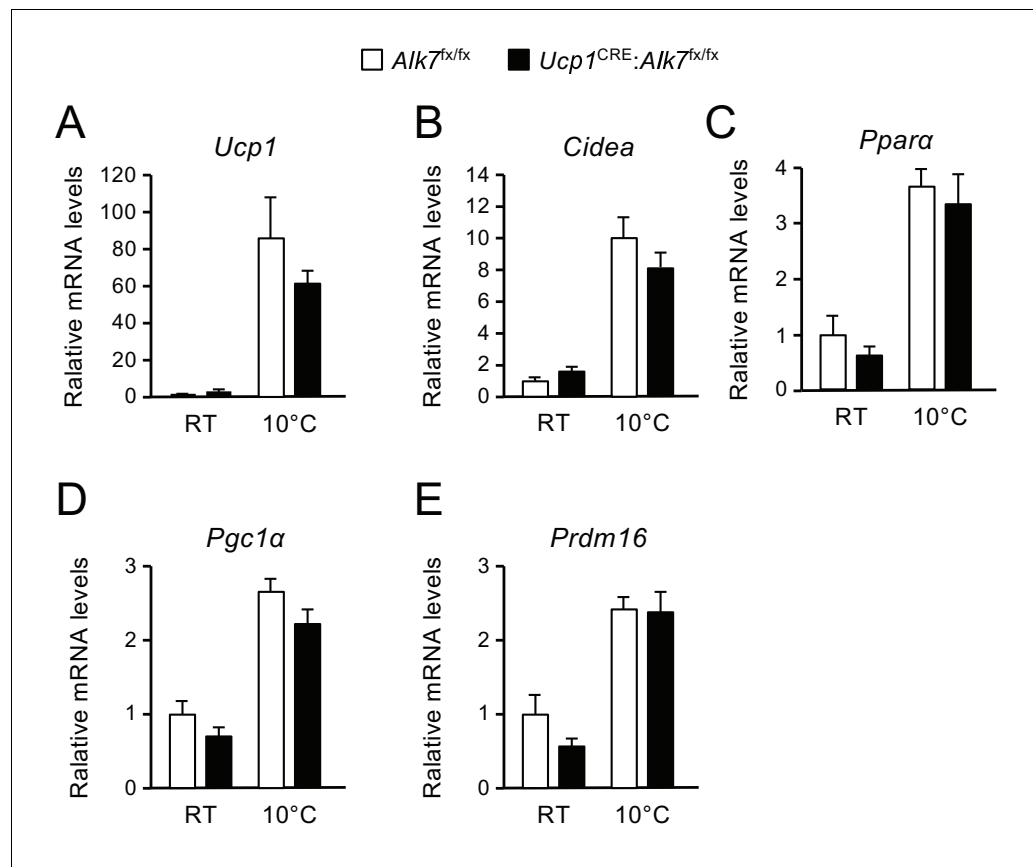 Alk7fx/fx Ucp1CRE:Alk7fx/fx
A
Ucp1
Ralative mRNA levels
120
100
80
60
40
20
0
RT 10°C
B
Cidea
Ralative mRNA levels
14
12
10
8
6
4
2
0
RT 10°C
C
Pparα
Ralative mRNA levels
4
3
2
1
0
RT 10°C
D
Pgc1α
Ralative mRNA levels
3
2
1
0
RT 10°C
E
Prdm16
Ralative mRNA levels
3
2
1
0
RT 10°C